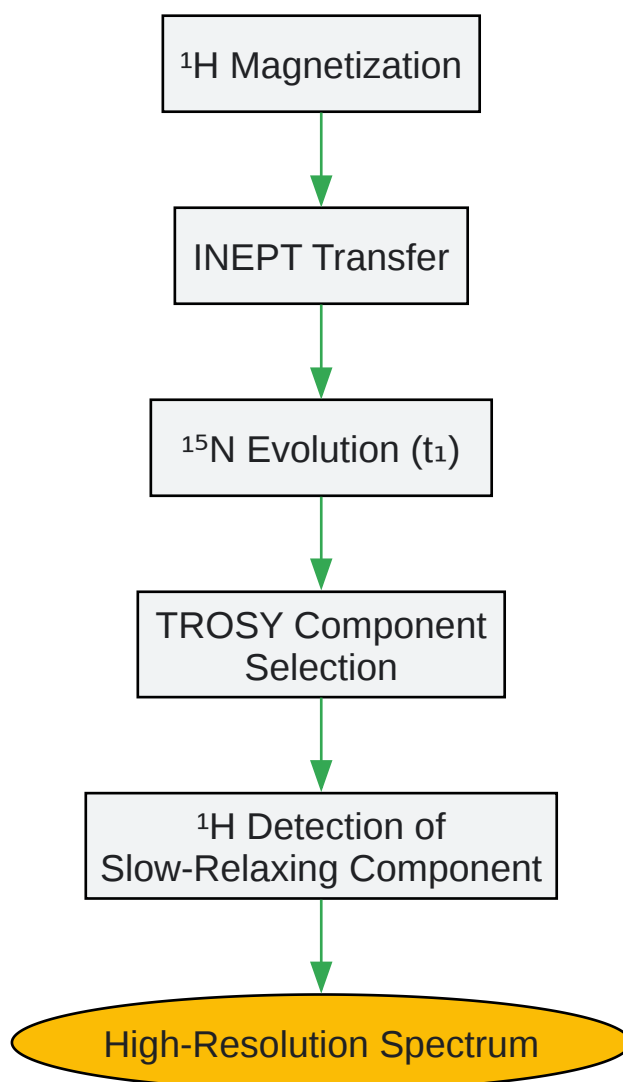 ¹H Magnetization
INEPT Transfer
¹⁵N Evolution (t₁)
TROSY Component
Selection
¹H Detection of
Slow-Relaxing Component
High-Resolution Spectrum